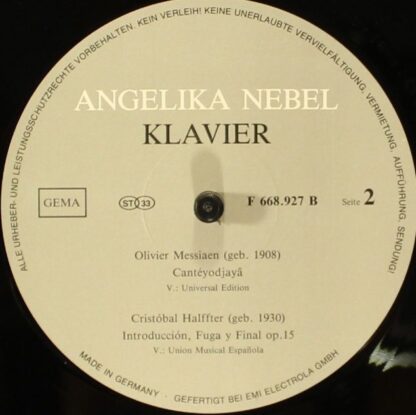 ALLE URHEBER- UND LEISTUNGSSCHUTZRECHTE VORBEHALTEN. KEIN VERLEIH! KEINE UNERLAUBTE VERVIELFÄLTIGUNG, VERMIETUNG, AUFFÜHRUNG, SENDUNG!
ANGELIKA NEBEL
KLAVIER
GEMA
ST 33
F 668.927 B
Seite 2
Olivier Messiaen (geb. 1908)
Cantéyodjayâ
V.: Universal Edition
Cristóbal Halffter (geb. 1930)
Introducción, Fuga y Final op.15
V.: Union Musical Española
MADE IN GERMANY · GEFERTIGT BEI EMI ELECTROLA GMBH